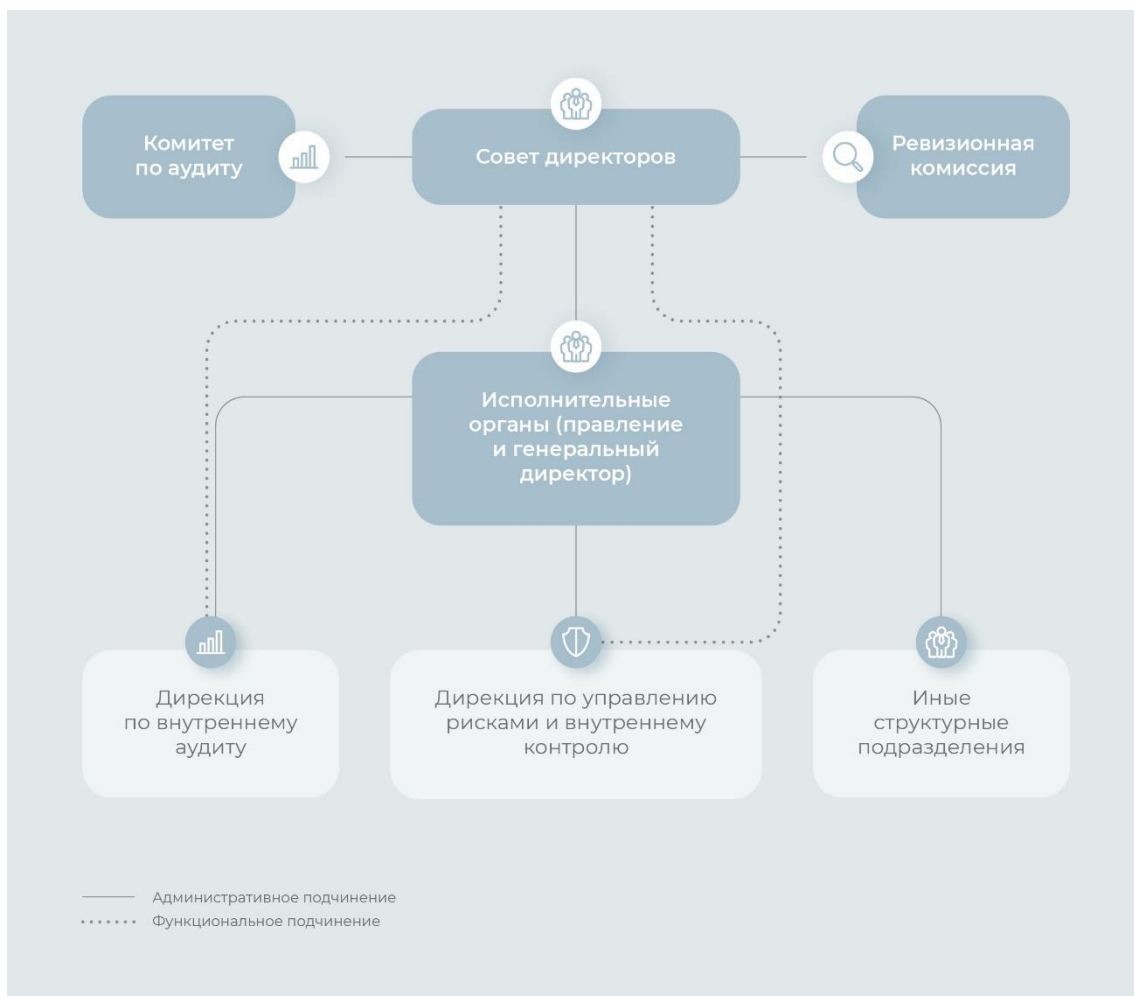 Комитет
по аудиту
Совет директоров
Ревизионная
комиссия
Исполнительные
органы (правление
и генеральный
директор)
Дирекция
по внутреннему
аудиту
Дирекция по управлению
рисками и внутреннему
контролю
Иные
структурные
подразделения
Административное подчинение
Функциональное подчинение